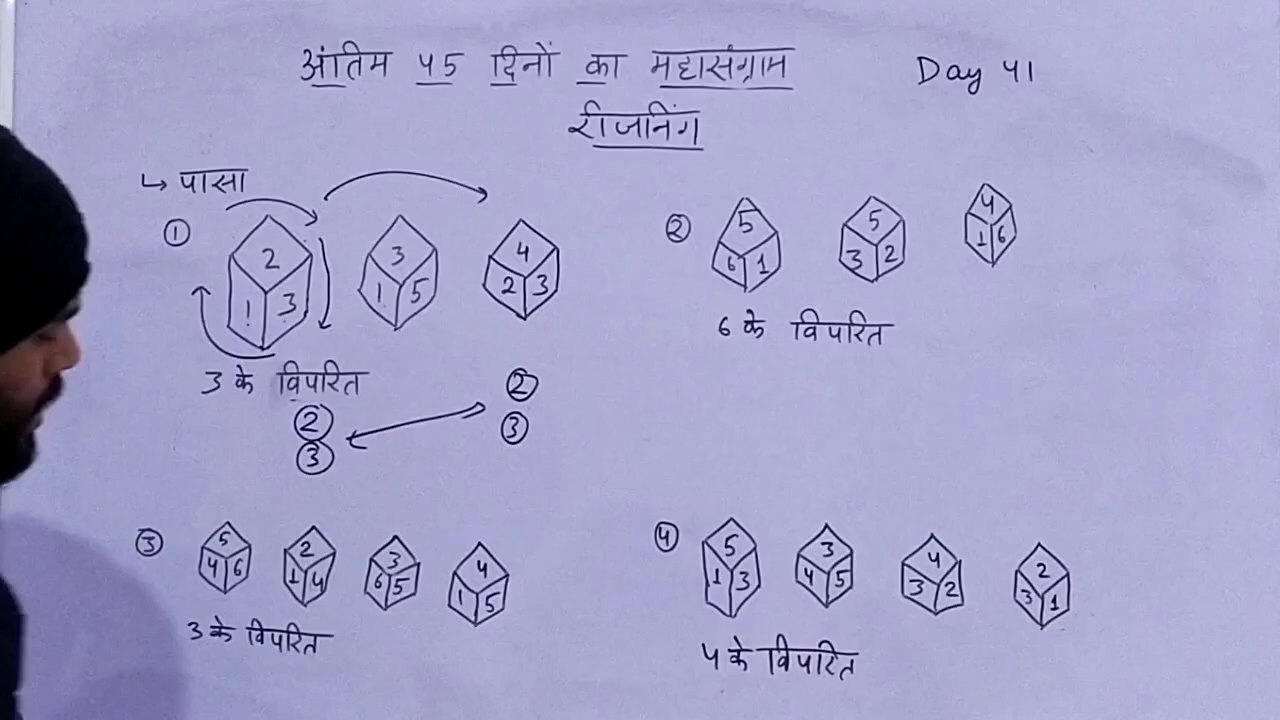 अंतिम 45 दिनों का महासंग्राम Day 41
रीजनिंग
↳ पासा
① 2 1 3 3 1 5 4 2 3
② 5 6 1 5 3 2 4 1 6
3 के विपरित
② ②
③ ③
6 के विपरित
③ 5 4 6 2 1 4 3 6 5 4 1 5
3 के विपरित
④ 5 1 3 3 4 5 4 3 2 2 3 1
4 के विपरित